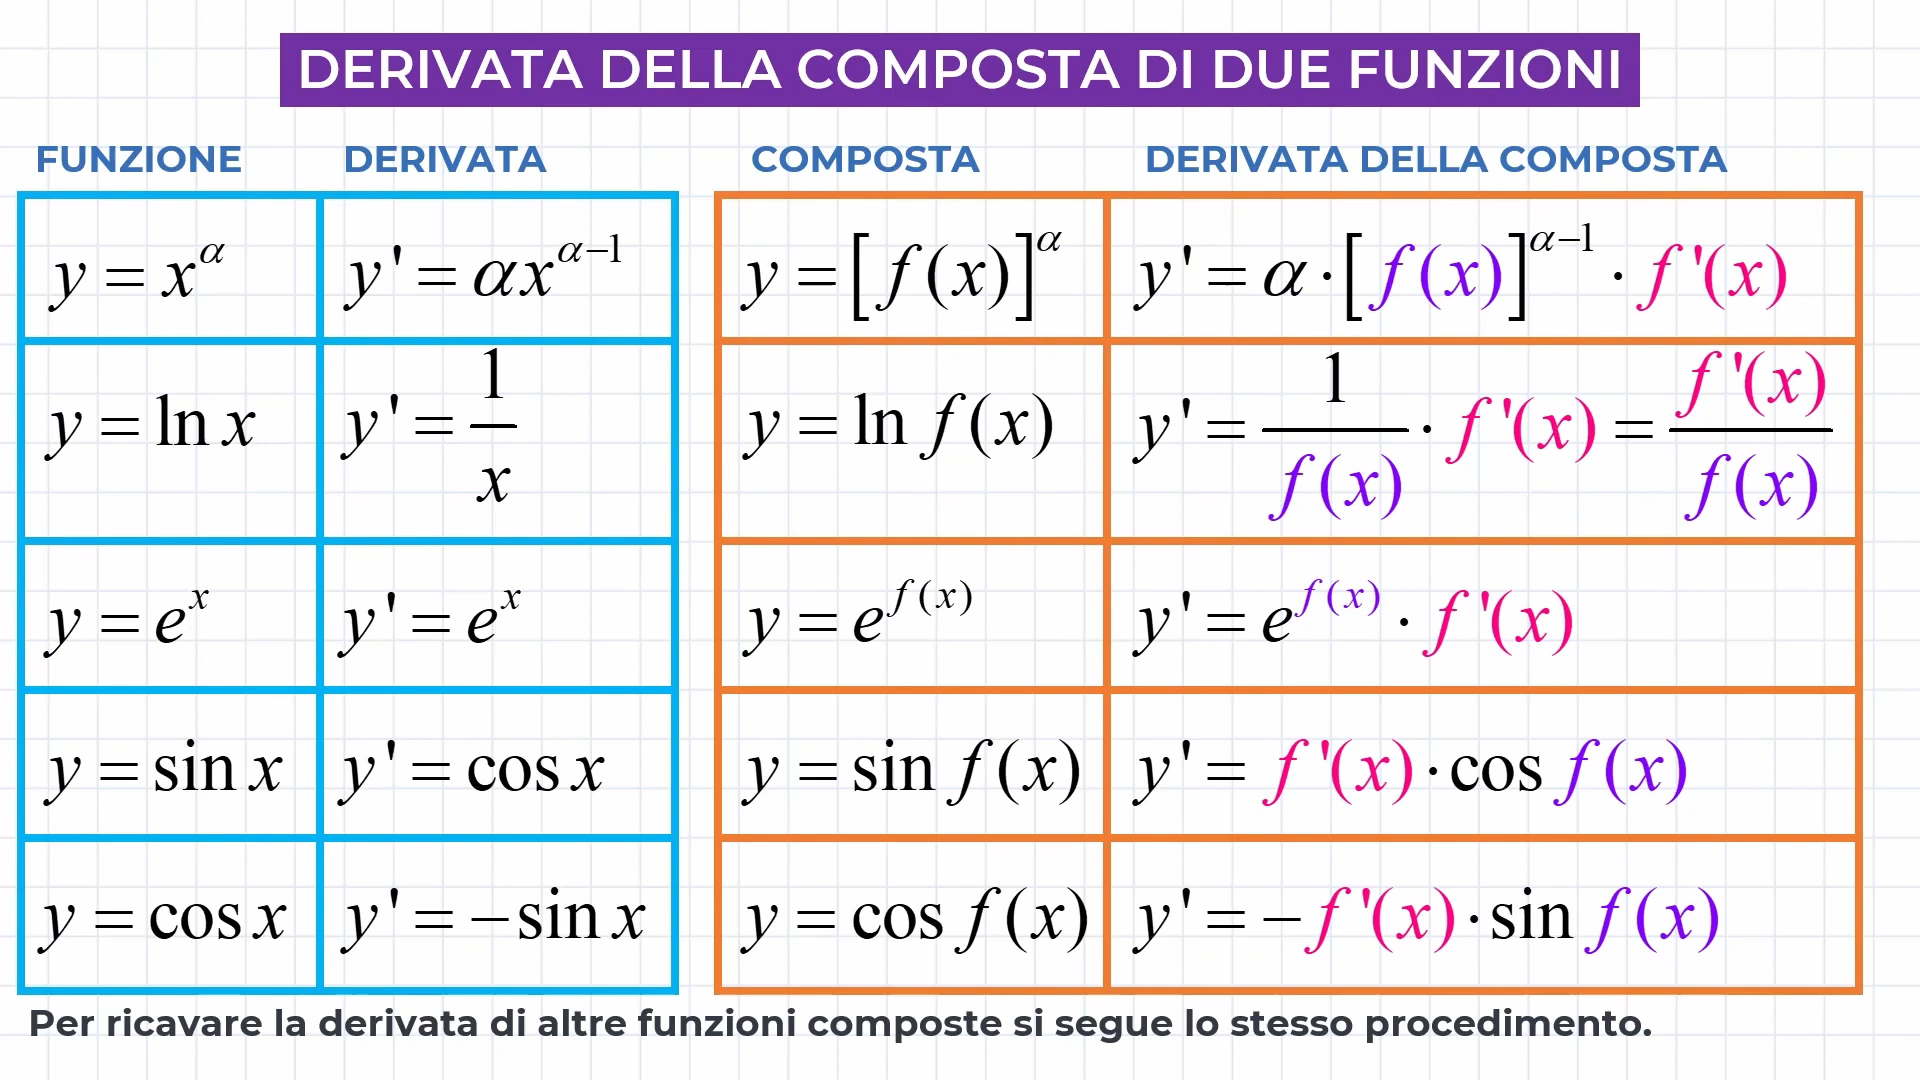 DERIVATA DELLA COMPOSTA DI DUE FUNZIONI
FUNZIONE DERIVATA COMPOSTA DERIVATA DELLA COMPOSTA
y = x^α y' = αx^(α−1) y = [f(x)]^α y' = α·[f(x)]^(α−1) · f'(x)
y = ln x y' = 1/x y = ln f(x) y' = 1/f(x) · f'(x) = f'(x)/f(x)
y = e^x y' = e^x y = e^f(x) y' = e^f(x) · f'(x)
y = sin x y' = cos x y = sin f(x) y' = f'(x)·cos f(x)
y = cos x y' = −sin x y = cos f(x) y' = −f'(x)·sin f(x)
Per ricavare la derivata di altre funzioni composte si segue lo stesso procedimento.